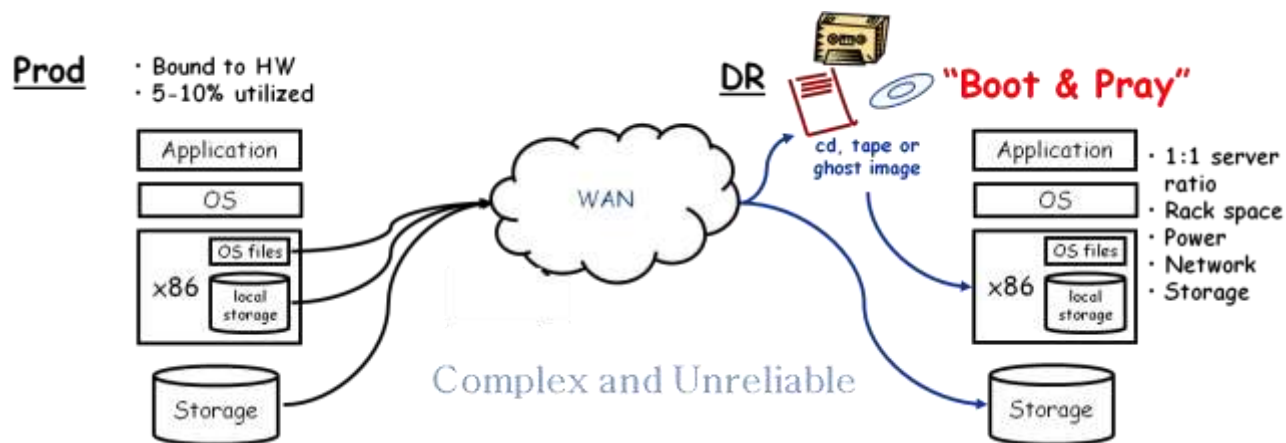 Prod
· Bound to HW
· 5-10% utilized
Application
OS
x86
OS files
local
storage
Storage
WAN
Complex and Unreliable
DR
"Boot & Pray"
cd, tape or
ghost image
Application
OS
x86
OS files
local
storage
Storage
· 1:1 server
ratio
· Rack space
· Power
· Network
· Storage